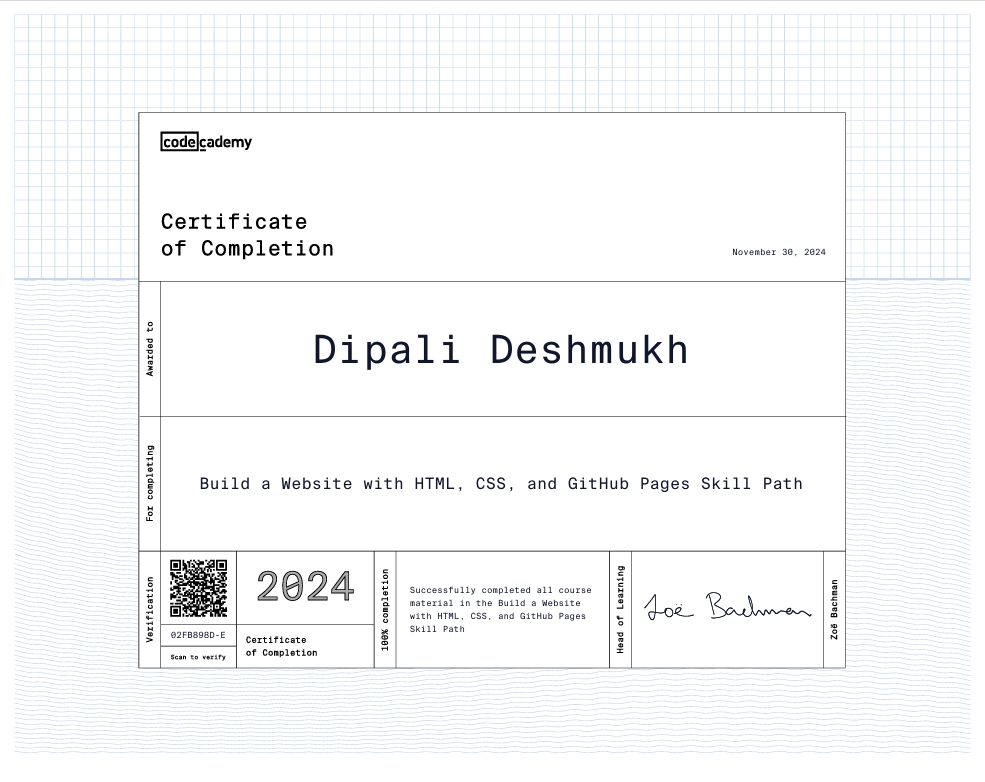 codecademy
Certificate
of Completion
November 30, 2024
Awarded to
Dipali Deshmukh
For completing
Build a Website with HTML, CSS, and GitHub Pages Skill Path
Verification
02FB898D-E
Scan to verify
2024
Certificate
of Completion
100% completion
Successfully completed all course
material in the Build a Website
with HTML, CSS, and GitHub Pages
Skill Path
Head of Learning
Zoë Bachman
Zoë Bachman